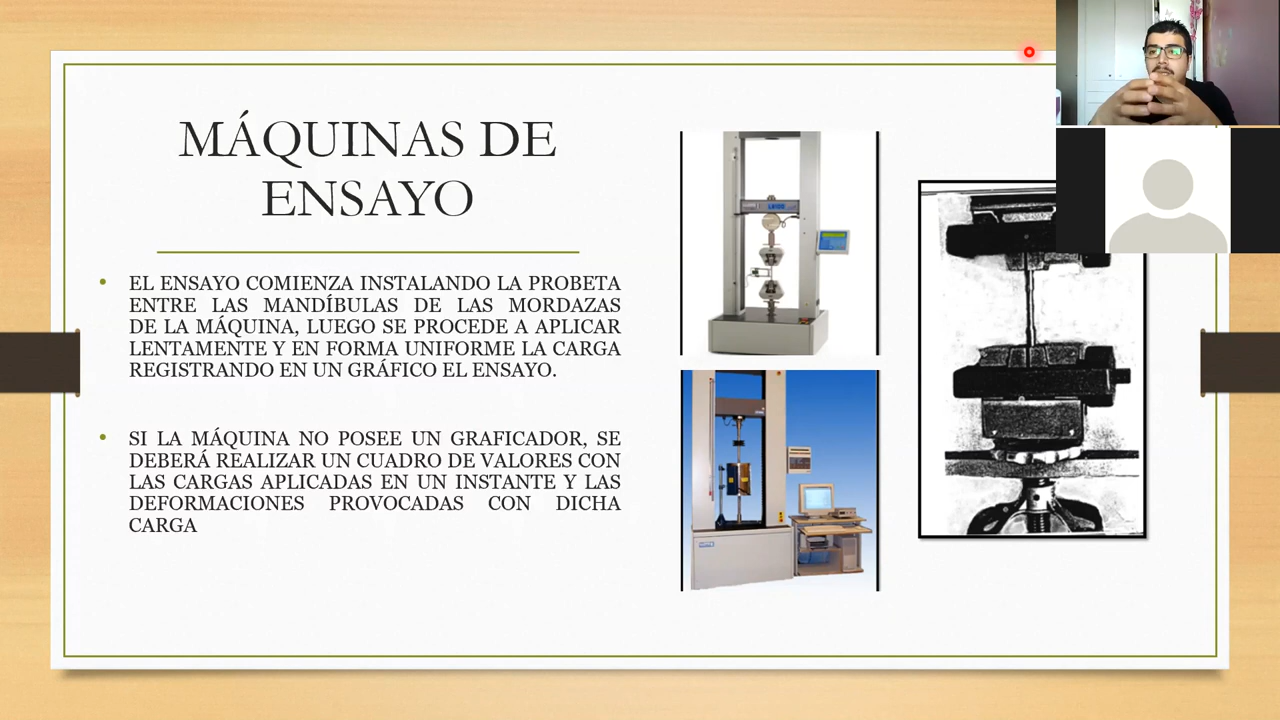 MÁQUINAS DE
ENSAYO
• EL ENSAYO COMIENZA INSTALANDO LA PROBETA
ENTRE LAS MANDÍBULAS DE LAS MORDAZAS
DE LA MÁQUINA, LUEGO SE PROCEDE A APLICAR
LENTAMENTE Y EN FORMA UNIFORME LA CARGA
REGISTRANDO EN UN GRÁFICO EL ENSAYO.
• SI LA MÁQUINA NO POSEE UN GRAFICADOR, SE
DEBERÁ REALIZAR UN CUADRO DE VALORES CON
LAS CARGAS APLICADAS EN UN INSTANTE Y LAS
DEFORMACIONES PROVOCADAS CON DICHA
CARGA